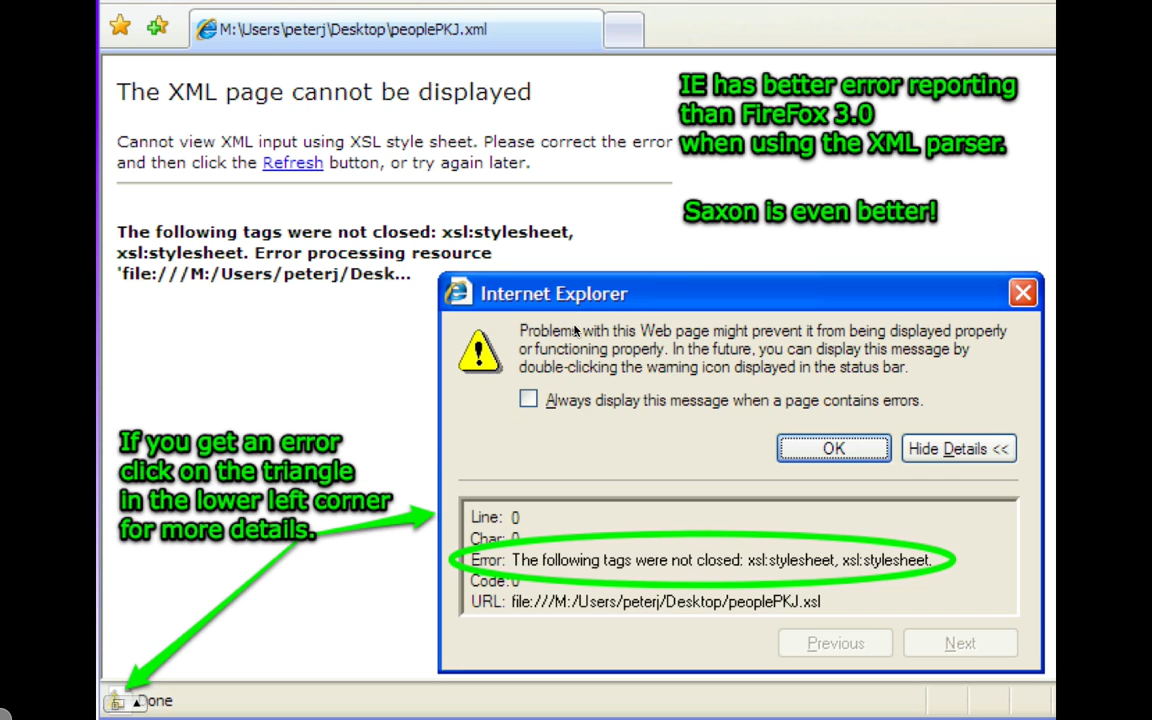 M:\Users\peterj\Desktop\peoplePKJ.xml
The XML page cannot be displayed
Cannot view XML input using XSL style sheet. Please correct the error
and then click the Refresh button, or try again later.
IE has better error reporting
than FireFox 3.0
when using the XML parser.
Saxon is even better!
The following tags were not closed: xsl:stylesheet,
xsl:stylesheet. Error processing resource
'file:///M:/Users/peterj/Desk...
Internet Explorer
Problems with this Web page might prevent it from being displayed properly
or functioning properly. In the future, you can display this message by
double-clicking the warning icon displayed in the status bar.
Always display this message when a page contains errors.
OK
Hide Details <<
If you get an error
click on the triangle
in the lower left corner
for more details.
Line: 0
Char: 0
Error: The following tags were not closed: xsl:stylesheet, xsl:stylesheet.
Code: 0
URL: file:///M:/Users/peterj/Desktop/peoplePKJ.xsl
Previous
Next
Done